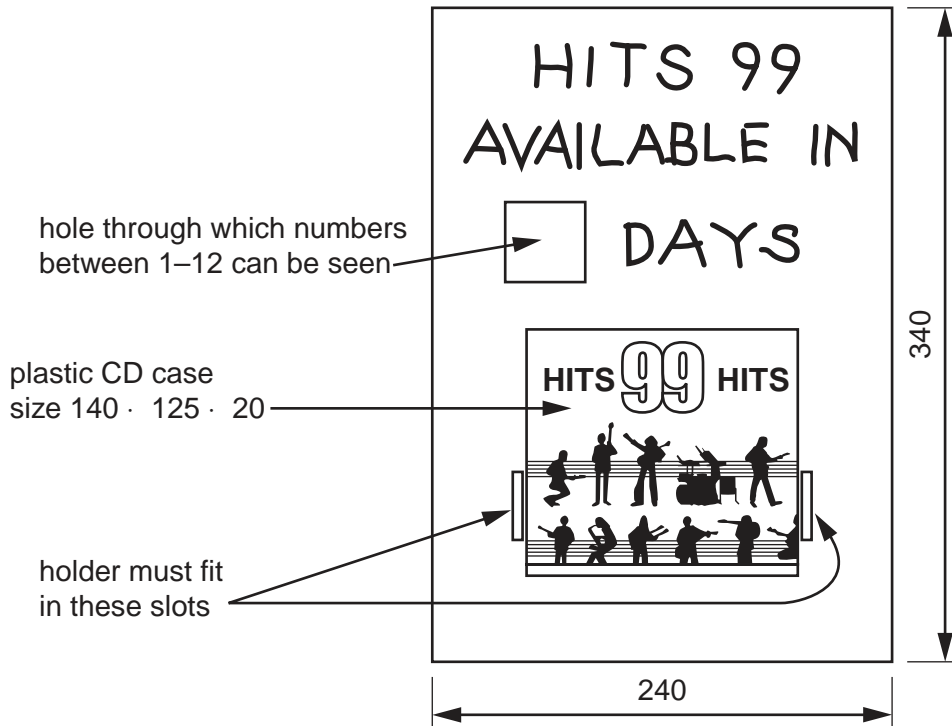 HITS 99
AVAILABLE IN
DAYS
hole through which numbers
between 1–12 can be seen
340
plastic CD case
size 140 · 125 · 20
HITS 99 HITS
holder must fit
in these slots
240